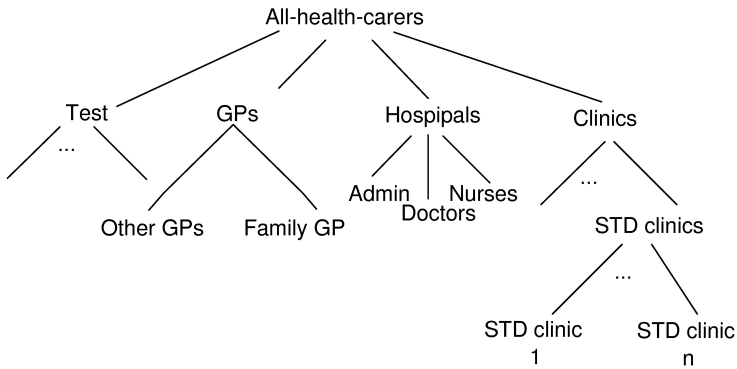 All-health-carers
Test
GPs
Hospipals
Clinics
...
...
Admin
Doctors
Nurses
Other GPs
Family GP
STD clinics
...
STD clinic
1
STD clinic
n